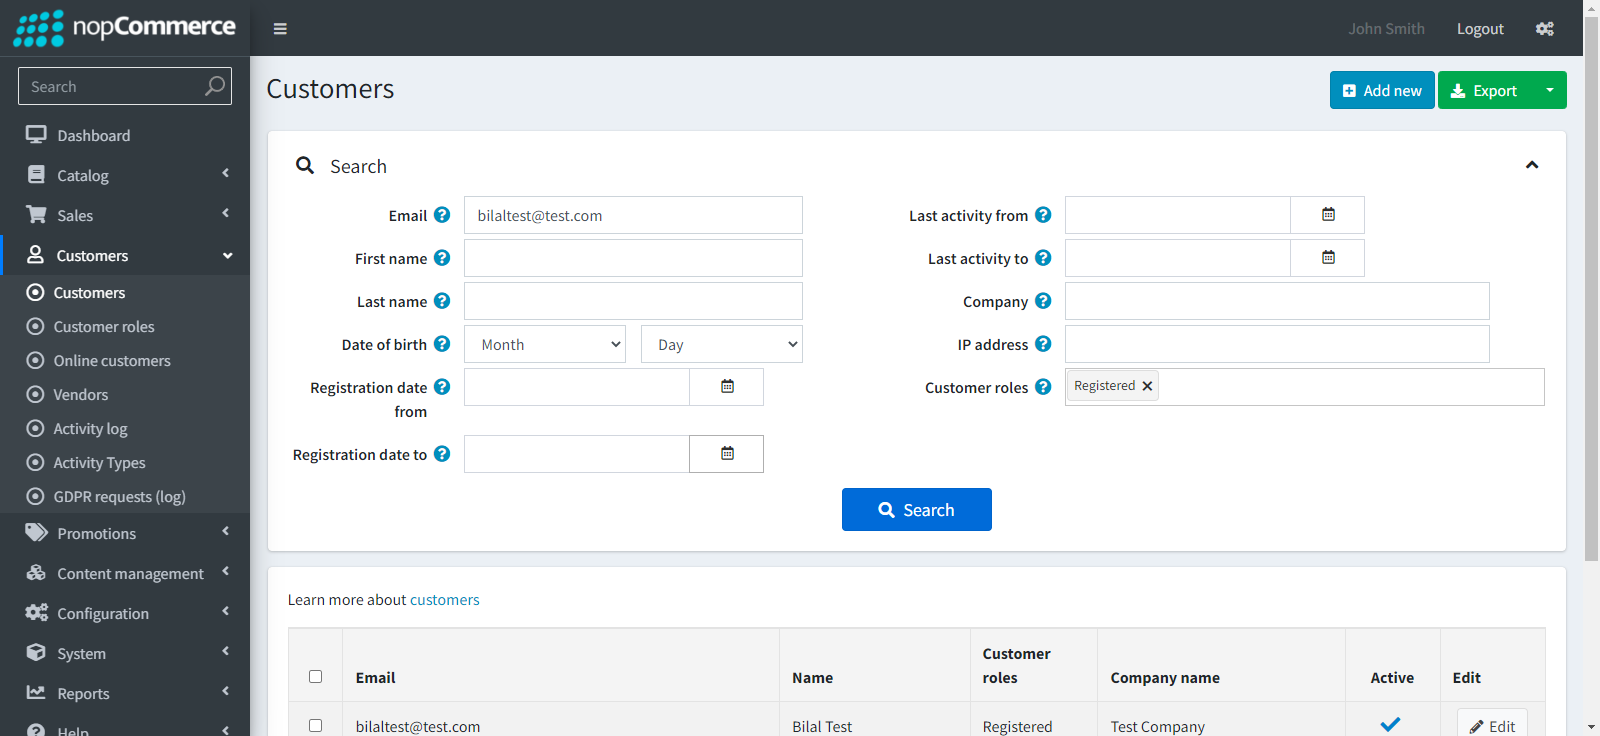 nopCommerce
John Smith
Logout
Search
Dashboard
Catalog
Sales
Customers
Customers
Customer roles
Online customers
Vendors
Activity log
Activity Types
GDPR requests (log)
Promotions
Content management
Configuration
System
Reports
Help
Customers
Add new
Export
Search
Email
bilaltest@test.com
First name
Last name
Date of birth
Month
Day
Registration date from
Registration date to
Last activity from
Last activity to
Company
IP address
Customer roles
Registered
Search
Learn more about customers
Email
Name
Customer roles
Company name
Active
Edit
bilaltest@test.com
Bilal Test
Registered
Test Company
Edit